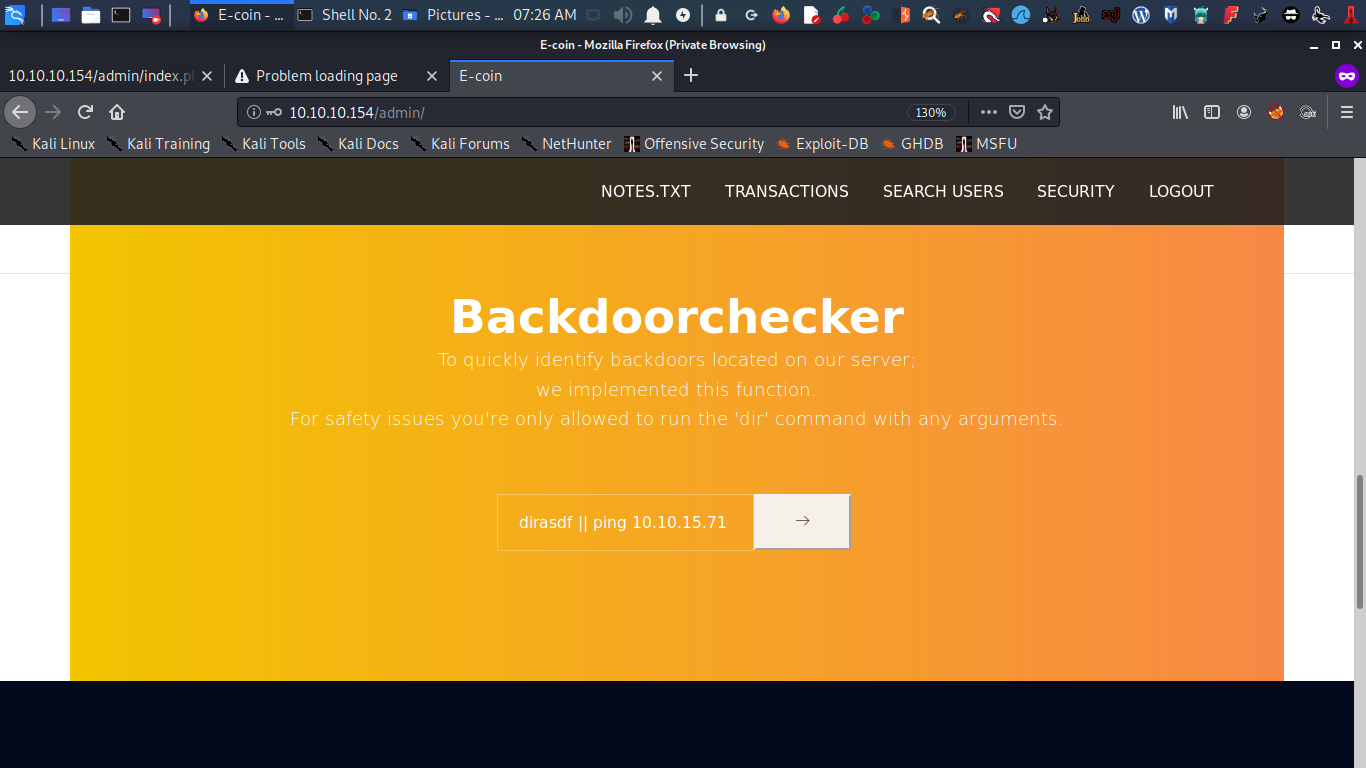 E-coin - ... Shell No. 2 Pictures - ... 07:26 AM
E-coin - Mozilla Firefox (Private Browsing)
10.10.10.154/admin/index.p Problem loading page E-coin
10.10.10.154/admin/ 130%
Kali Linux Kali Training Kali Tools Kali Docs Kali Forums NetHunter Offensive Security Exploit-DB GHDB MSFU
NOTES.TXT TRANSACTIONS SEARCH USERS SECURITY LOGOUT
Backdoorchecker
To quickly identify backdoors located on our server;
we implemented this function.
For safety issues you're only allowed to run the 'dir' command with any arguments.
dirasdf || ping 10.10.15.71